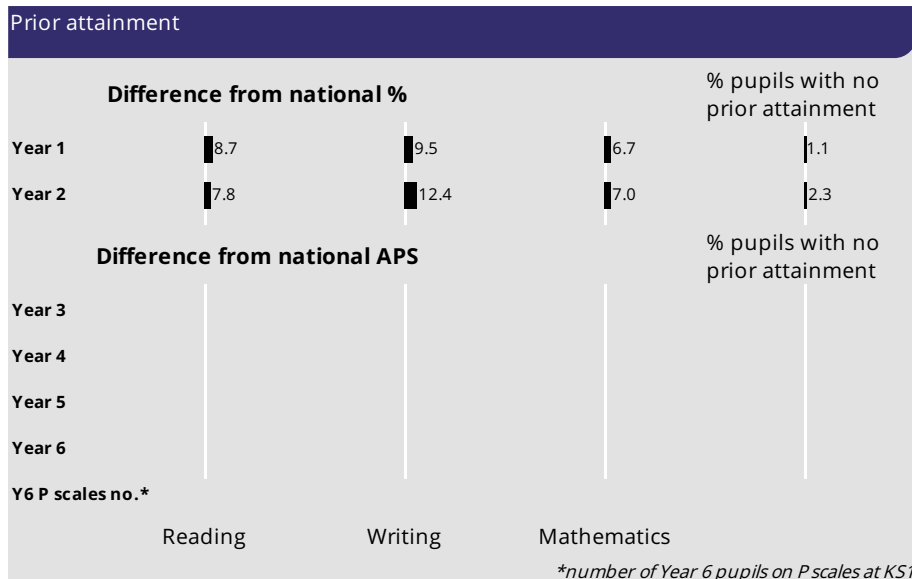 Prior attainment
Difference from national %
% pupils with no
prior attainment
Year 1 8.7 9.5 6.7 1.1
Year 2 7.8 12.4 7.0 2.3
Difference from national APS
% pupils with no
prior attainment
Year 3
Year 4
Year 5
Year 6
Y6 P scales no.*
Reading Writing Mathematics
*number of Year 6 pupils on P scales at KS1